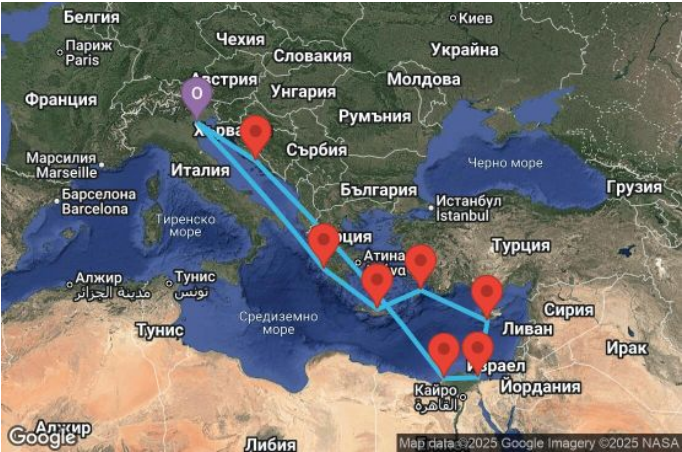 Белгия
Киев
Чехия
Париж
Paris
Словакия
Украйна
Австрия
Молдова
Унгария
Франция
O
Румъния
Хърва
Марсилия
Marseille
Сърбия
Черно море
Италия
Грузия
България
Барселона
Barcelona
Истанбул
İstanbul
Тиренско
море
рция
Атина
Турция
Алжир
مدينة الجزائر
Тунис
تونس
Сирия
Средиземно
море
Ливан
Тунис
Ирак
Израел
Кайро
القاهرة
Йордания
Алжир
Google
Либия
Map data ©2025 Google Imagery ©2025 NASA